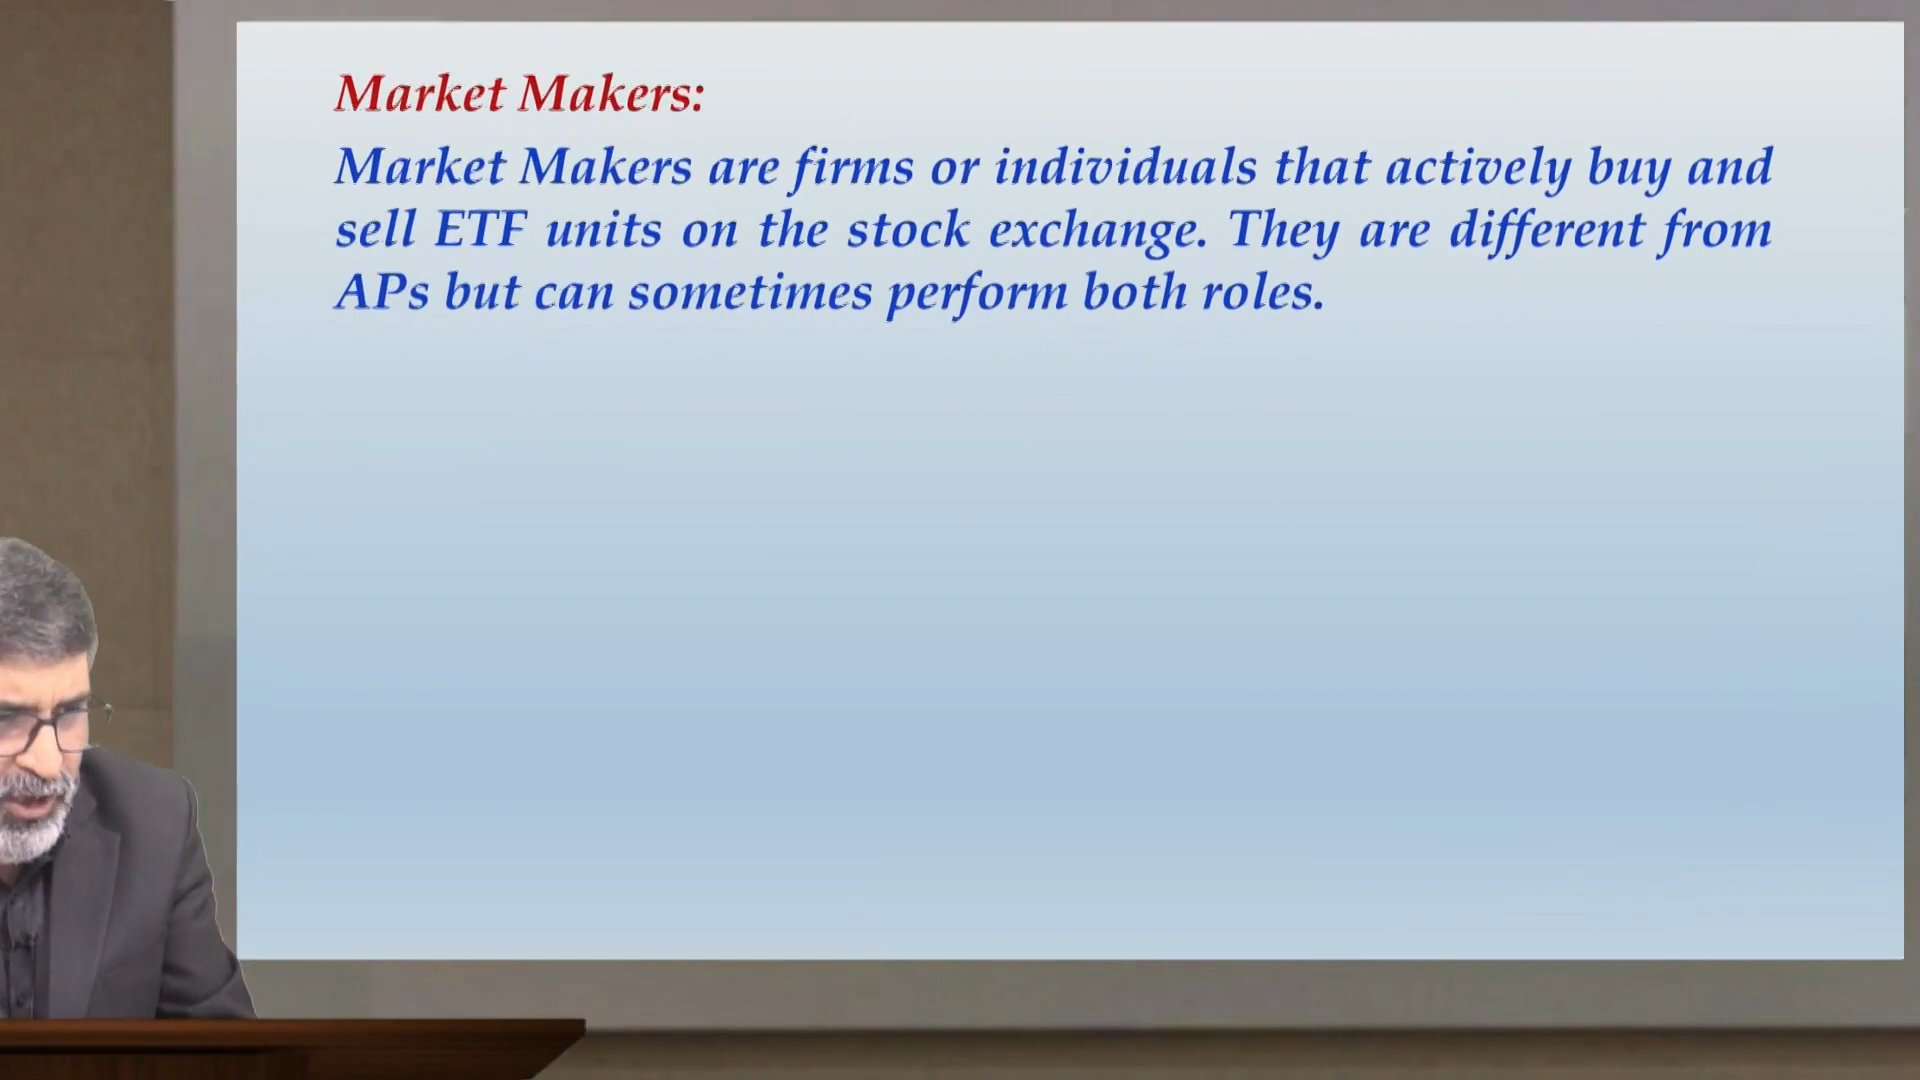 Market Makers:
Market Makers are firms or individuals that actively buy and
sell ETF units on the stock exchange. They are different from
APs but can sometimes perform both roles.